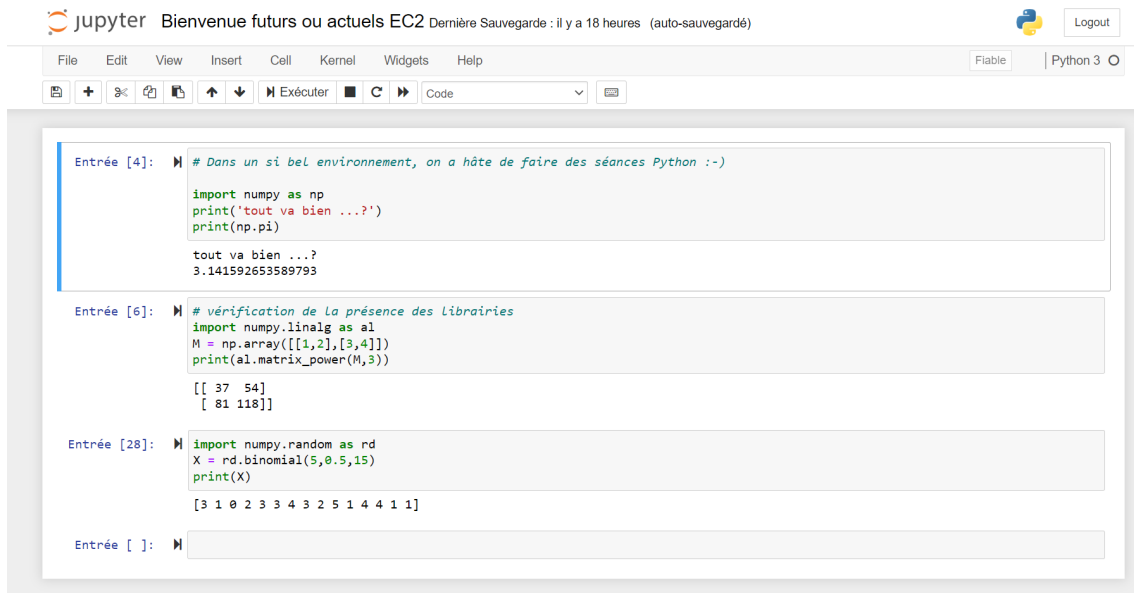 jupyter Bienvenue futurs ou actuels EC2 Dernière Sauvegarde : il y a 18 heures (auto-sauvegardé) Logout
File Edit View Insert Cell Kernel Widgets Help Fiable Python 3
Exécuter Code
Entrée [4]: # Dans un si bel environnement, on a hâte de faire des séances Python :-)
import numpy as np
print('tout va bien ...?')
print(np.pi)
tout va bien ...?
3.141592653589793
Entrée [6]: # vérification de la présence des librairies
import numpy.linalg as al
M = np.array([[1,2],[3,4]])
print(al.matrix_power(M,3))
[[ 37  54]
 [ 81 118]]
Entrée [28]: import numpy.random as rd
X = rd.binomial(5,0.5,15)
print(X)
[3 1 0 2 3 3 4 3 2 5 1 4 4 1 1]
Entrée [ ]: